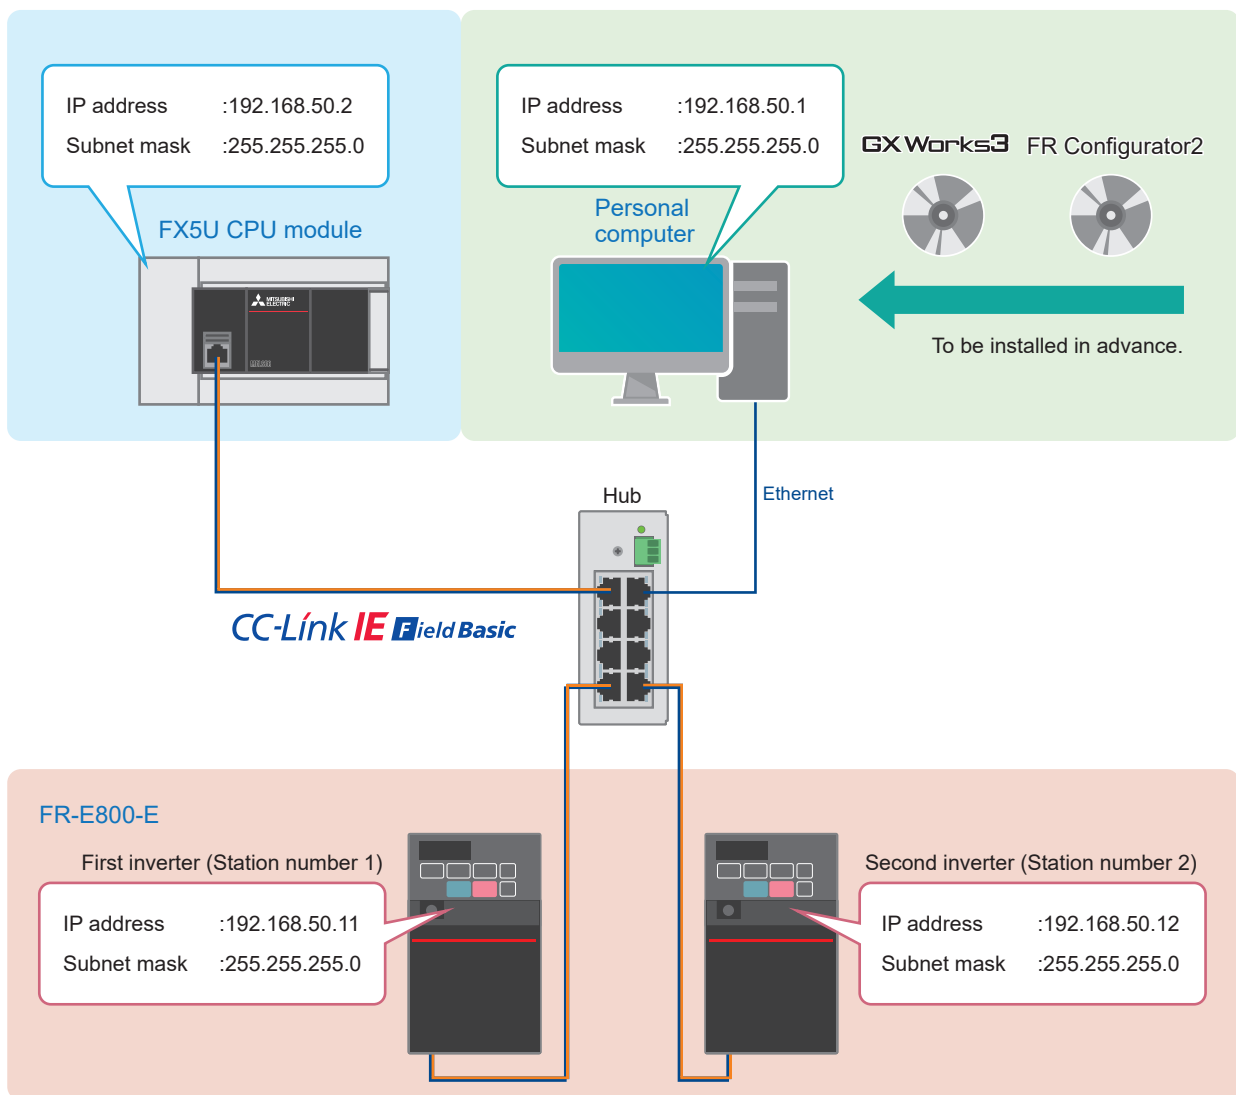 IP address :192.168.50.2
Subnet mask :255.255.255.0
FX5U CPU module
MITSUBISHI
ELECTRIC
IP address :192.168.50.1
Subnet mask :255.255.255.0
Personal
computer
GX Works3 FR Configurator2
To be installed in advance.
Hub
Ethernet
CC-Link IE Field Basic
FR-E800-E
First inverter (Station number 1)
IP address :192.168.50.11
Subnet mask :255.255.255.0
Second inverter (Station number 2)
IP address :192.168.50.12
Subnet mask :255.255.255.0